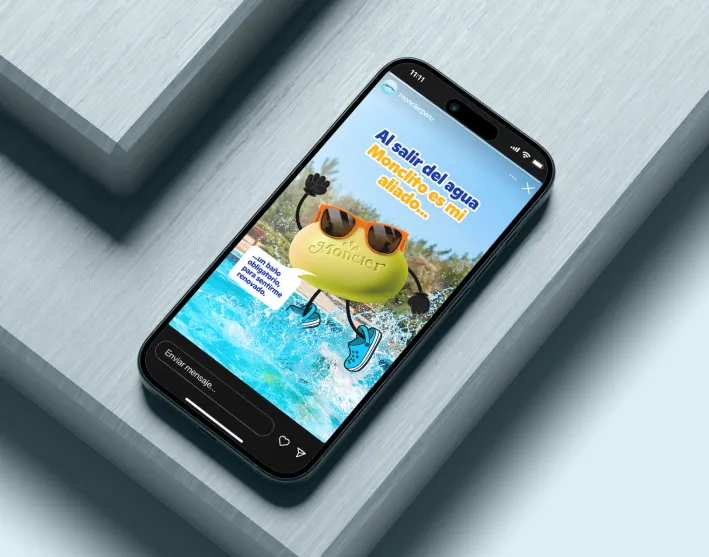 11:11
monclerperu
Al salir del agua
Monclito es mi
aliado...
Moncler
...un baño
obligatorio,
para sentirme
renovado.
Enviar mensaje...